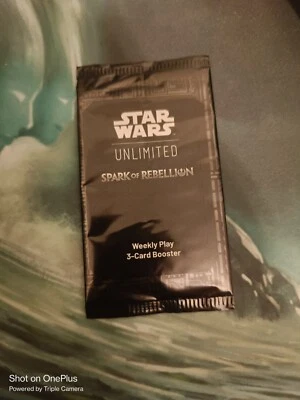 STAR
WARS
UNLIMITED
SPARK OF REBELLION
Weekly Play
3-Card Booster
Shot on OnePlus
Powered by Triple Camera